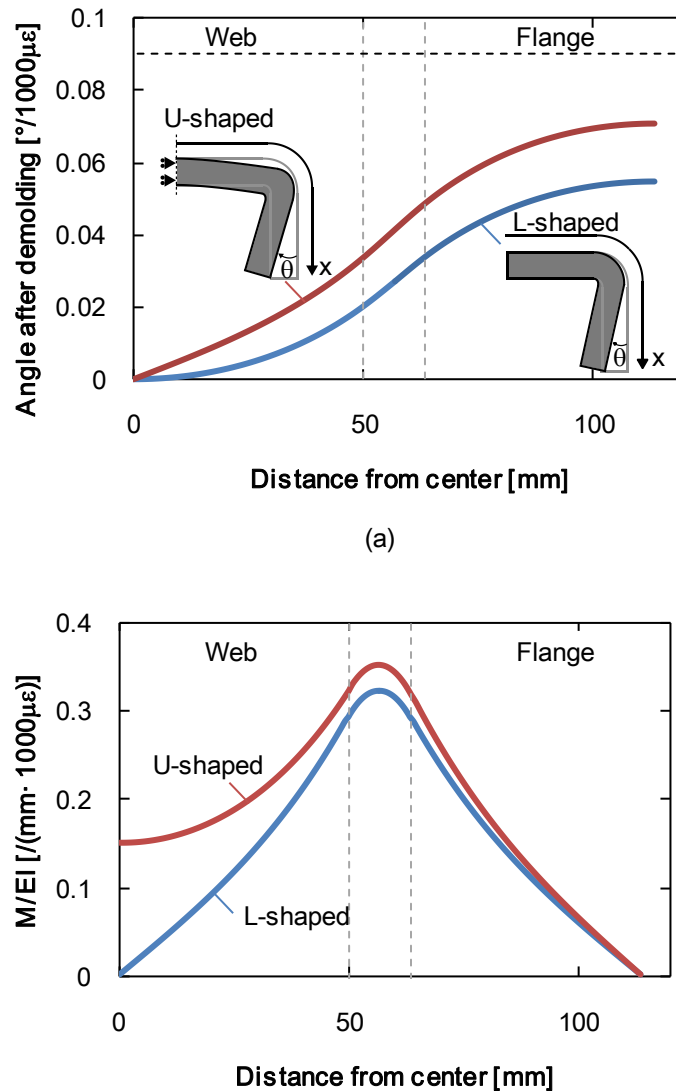 0.1
Web
Flange
0.08
U-shaped
0.06
0.04
L-shaped
θ
x
0.02
θ
x
0
0
50
100
Angle after demolding [°/1000με]
Distance from center [mm]
(a)
0.4
Web
Flange
0.3
U-shaped
0.2
0.1
L-shaped
0
0
50
100
M/EI [/(mm· 1000με)]
Distance from center [mm]